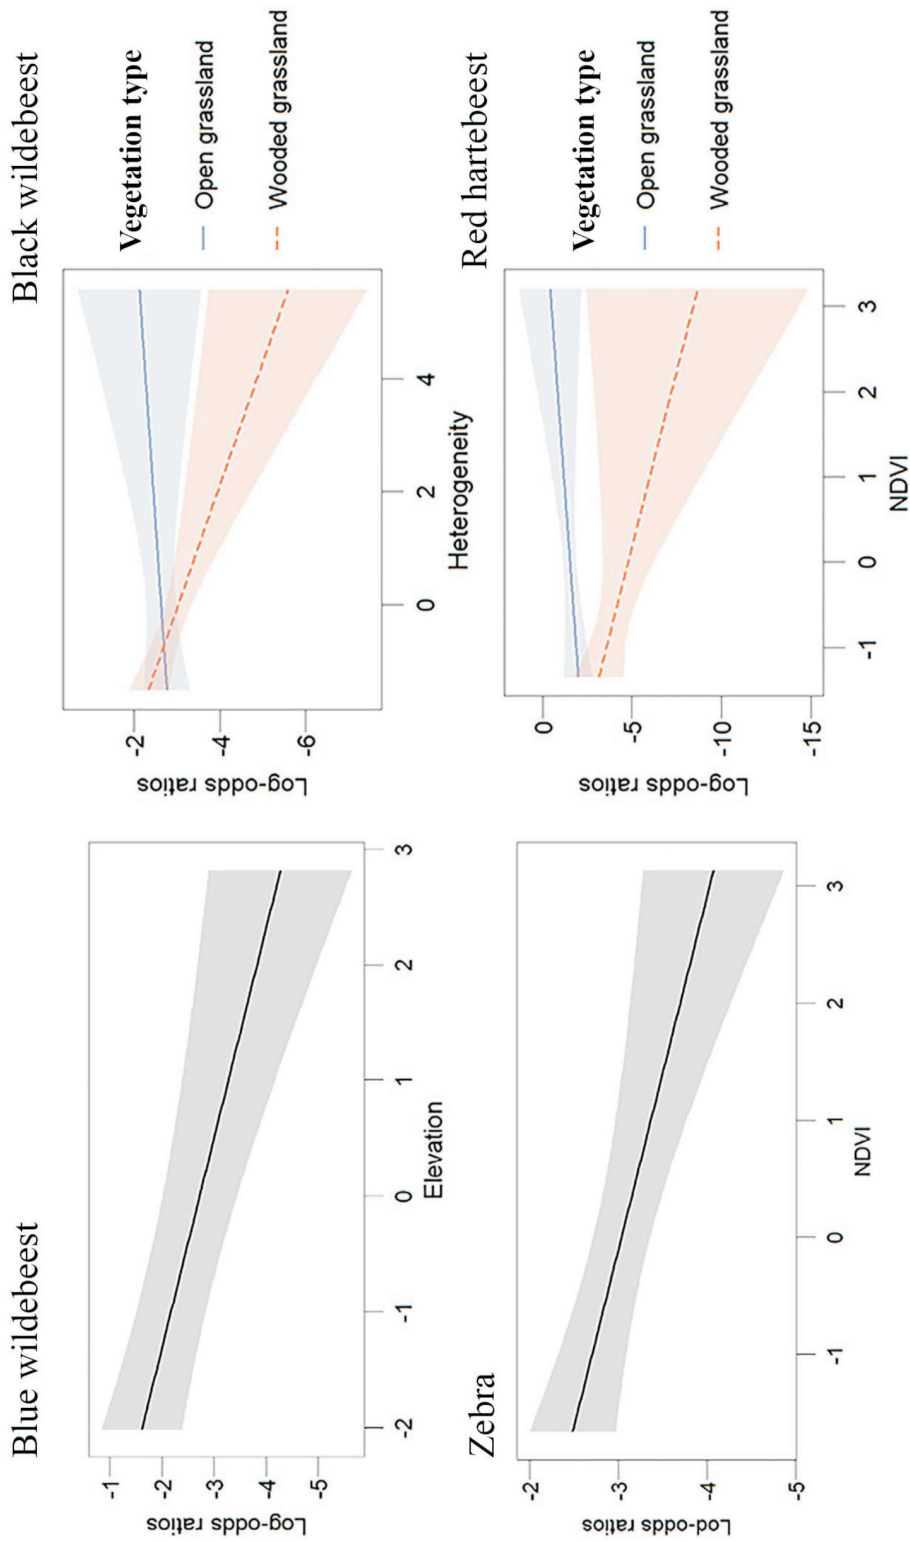 Blue wildebeest
Log-odds ratios
-1
-2
-3
-4
-5
-2
-1
0
1
2
3
Elevation
Black wildebeest
Log-odds ratios
-2
-4
-6
0
2
4
Heterogeneity
Vegetation type
Open grassland
Wooded grassland
Zebra
Lod-odds ratios
-2
-3
-4
-5
-1
0
1
2
3
NDVI
Red hartebeest
Log-odds ratios
0
-5
-10
-15
-1
0
1
2
3
NDVI
Vegetation type
Open grassland
Wooded grassland